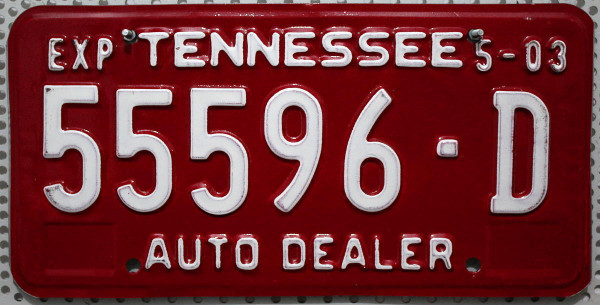 EXP TENNESSEE 5-03
55596-D
AUTO DEALER